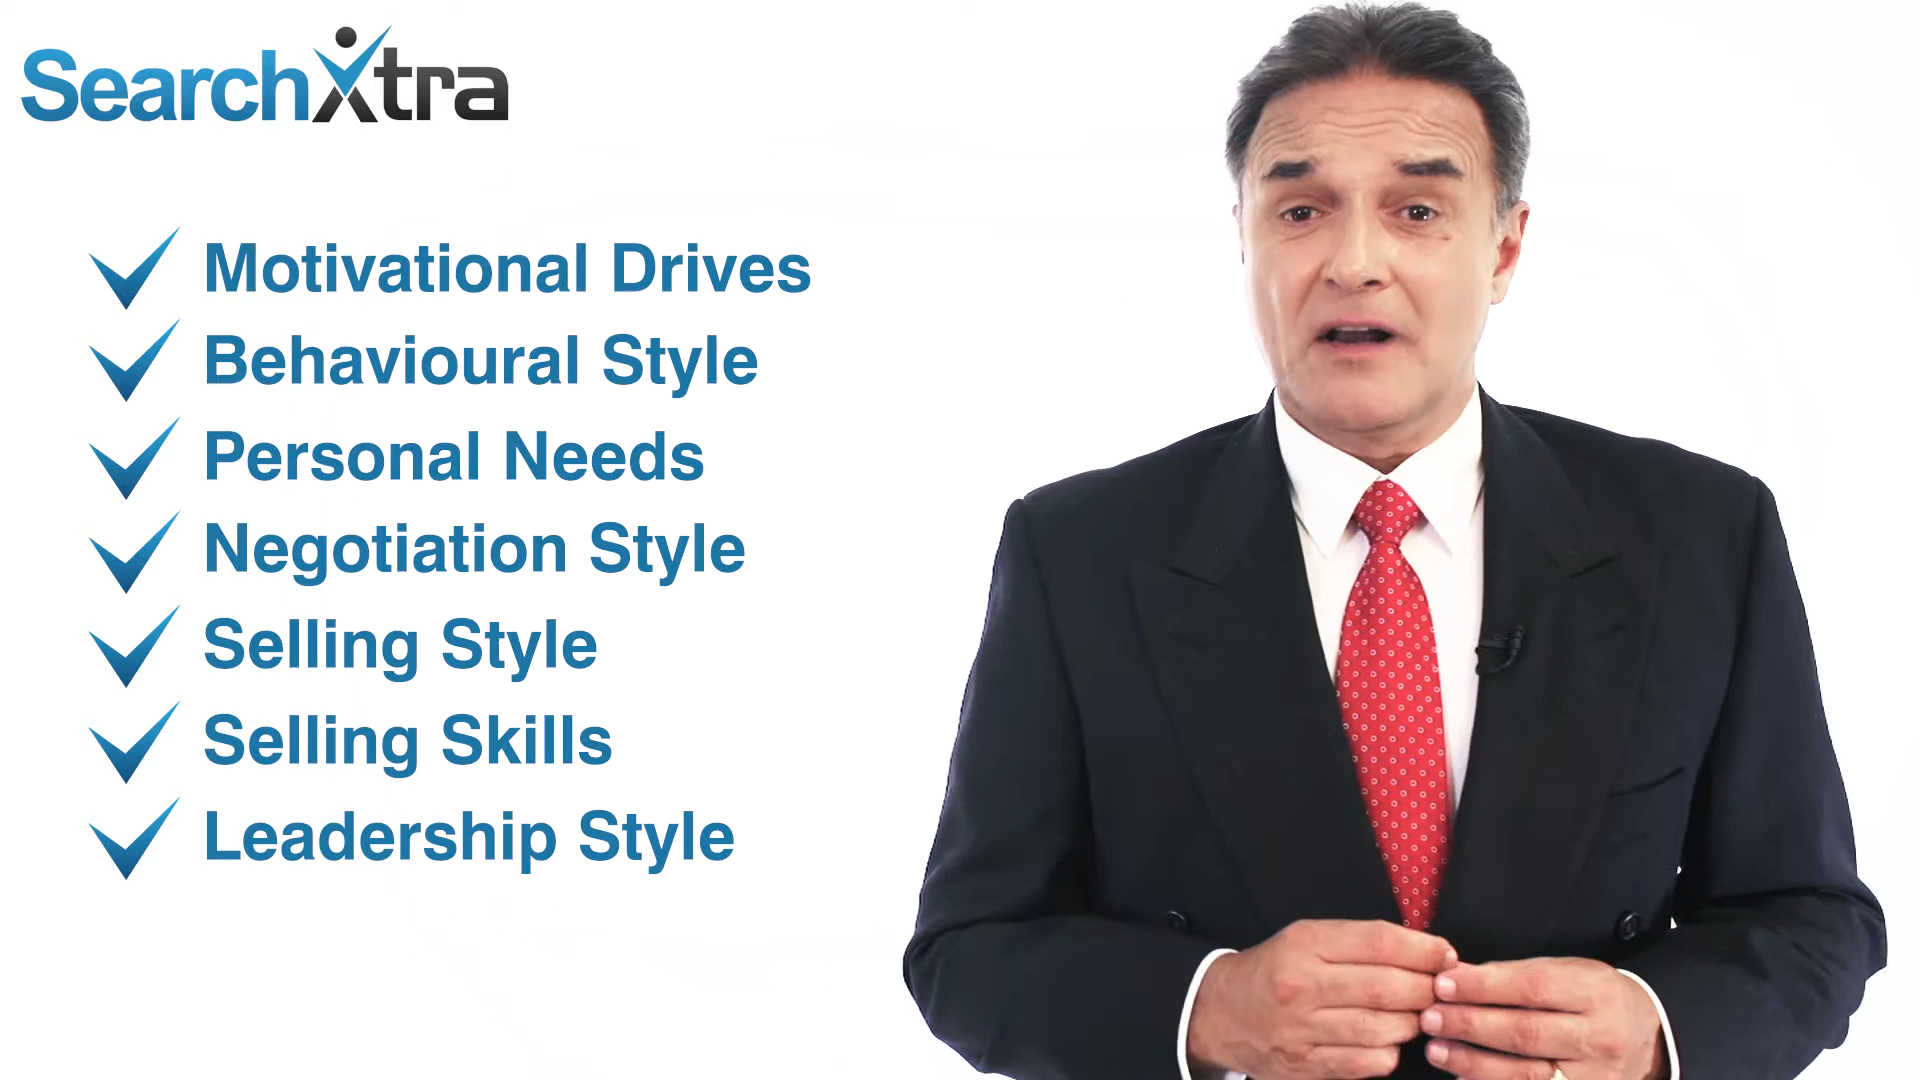 SearchXtra
Motivational Drives
Behavioural Style
Personal Needs
Negotiation Style
Selling Style
Selling Skills
Leadership Style